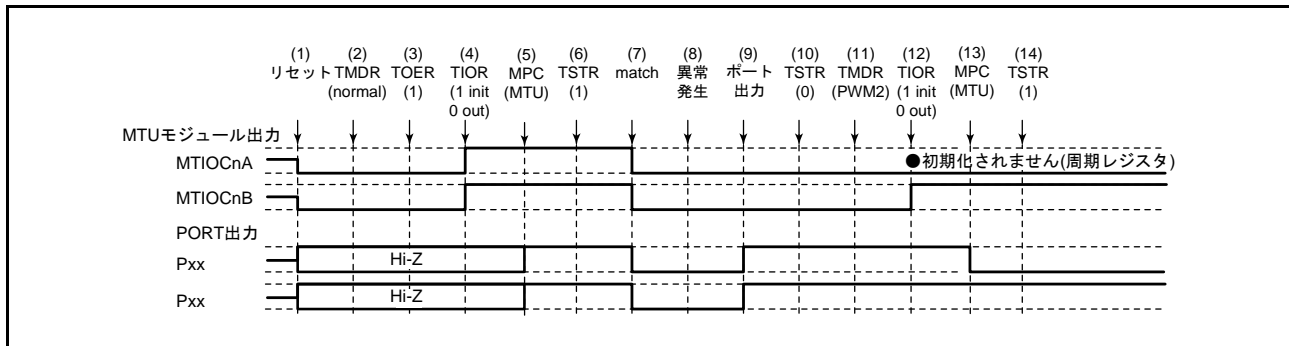 (1) (2) (3) (4) (5) (6) (7) (8) (9) (10) (11) (12) (13) (14)
リセット TMDR TOER TIOR MPC TSTR match 異常 ポート TSTR TMDR TIOR MPC TSTR
(normal) (1) (1 init (MTU) (1) 発生 出力 (0) (PWM2) (1 init (MTU) (1)
0 out) 0 out)
MTUモジュール出力
MTIOCnA ●初期化されません(周期レジスタ)
MTIOCnB
PORT出力
Pxx Hi-Z
Pxx Hi-Z